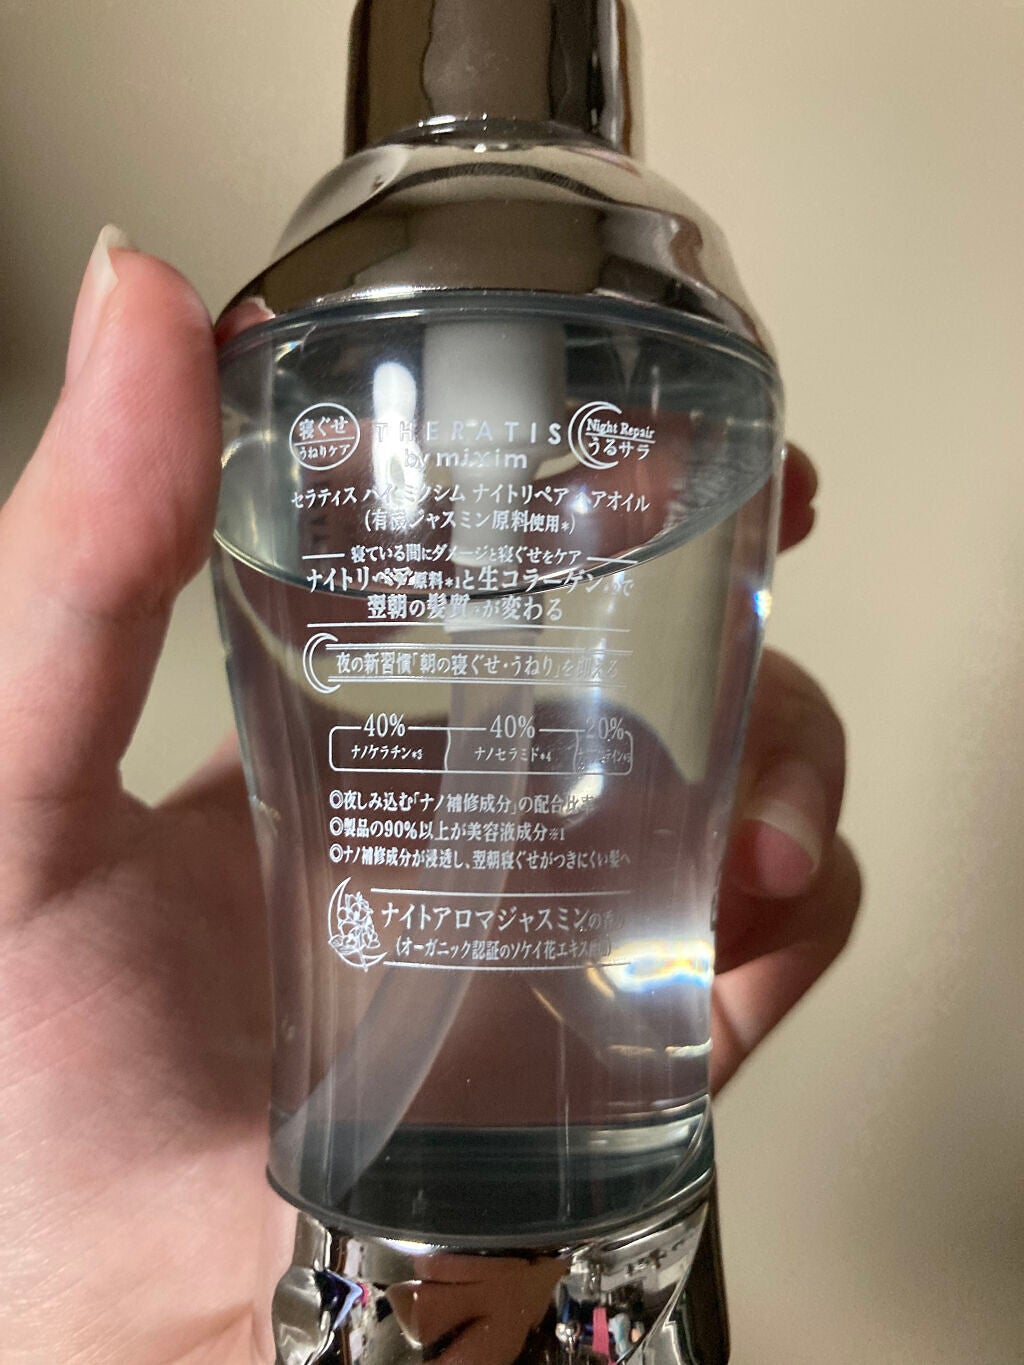 寝ぐせ
うねりケア
THERATIS
by mixim
Night Repair
うるサラ
セラティス バイ ミクシム ナイトリペア ヘアオイル
(有機ジャスミン原料使用*)
寝ている間にダメージと寝ぐせをケア
ナイトリペア原料*1と生コラーゲン で
翌朝の髪質 が変わる
夜の新習慣「朝の寝ぐせ・うねり」を抑える
40% 40% 20%
ナノケラチン*3 ナノセラミド*4
◎夜しみ込む「ナノ補修成分」の配合比率
◎製品の90%以上が美容液成分※1
◎ナノ補修成分が浸透し、翌朝寝ぐせがつきにくい髪へ
ナイトアロマジャスミンの香り
(オーガニック認証のソケイ花エキス